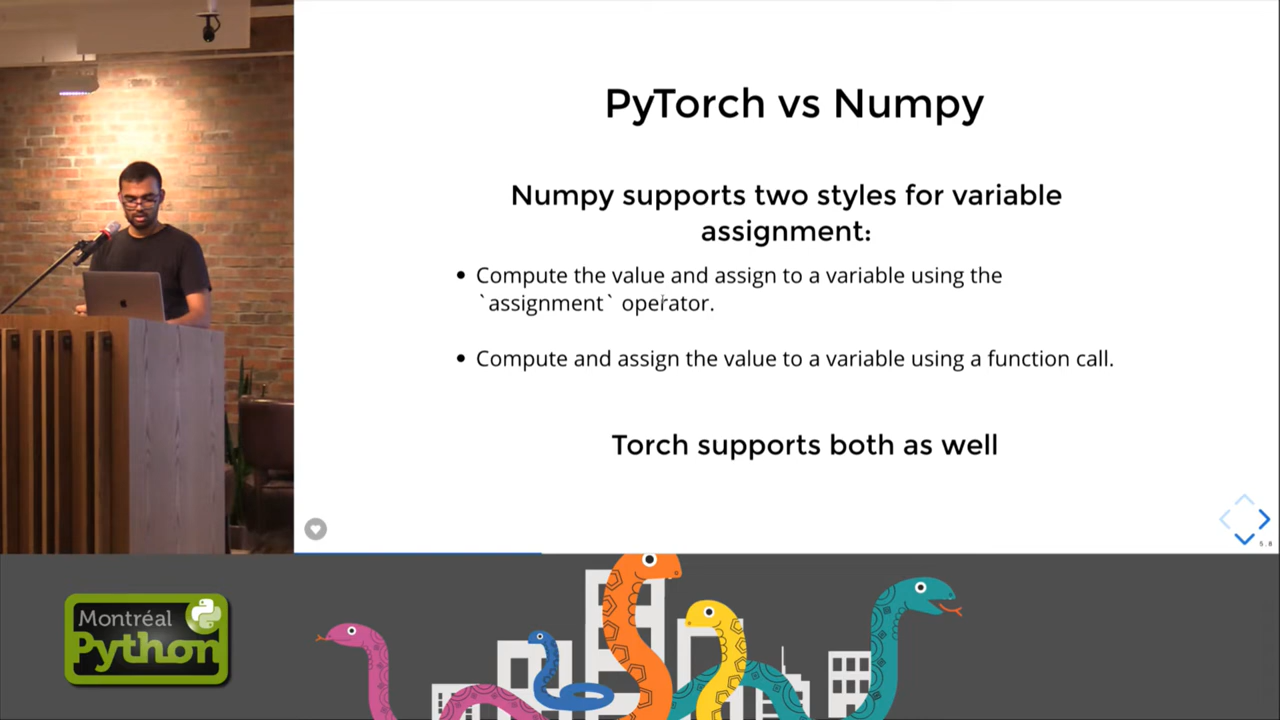 PyTorch vs Numpy
Numpy supports two styles for variable
assignment:
• Compute the value and assign to a variable using the
`assignment` operator.
• Compute and assign the value to a variable using a function call.
Torch supports both as well
5.8
Montréal
Python